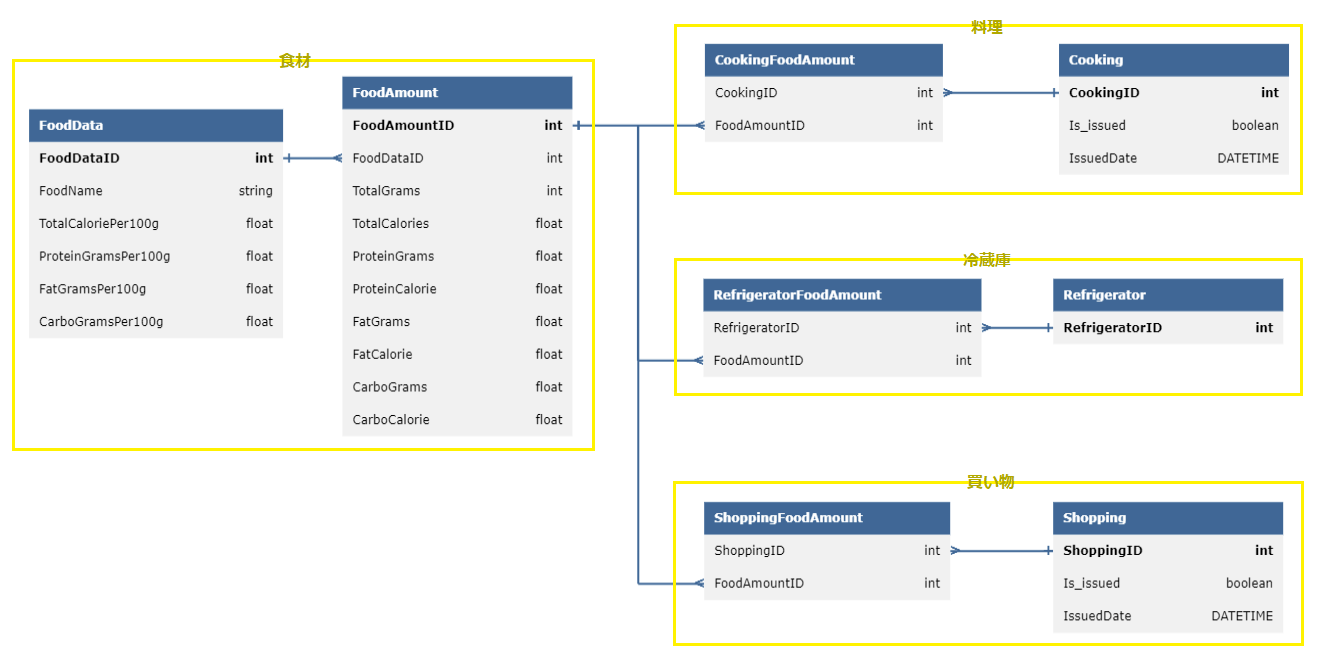 食材
FoodData
FoodDataID int
FoodName string
TotalCaloriePer100g float
ProteinGramsPer100g float
FatGramsPer100g float
CarboGramsPer100g float
FoodAmount
FoodAmountID int
FoodDataID int
TotalGrams int
TotalCalories float
ProteinGrams float
ProteinCalorie float
FatGrams float
FatCalorie float
CarboGrams float
CarboCalorie float
料理
CookingFoodAmount
CookingID int
FoodAmountID int
Cooking
CookingID int
Is_issued boolean
IssuedDate DATETIME
冷蔵庫
RefrigeratorFoodAmount
RefrigeratorID int
FoodAmountID int
Refrigerator
RefrigeratorID int
買い物
ShoppingFoodAmount
ShoppingID int
FoodAmountID int
Shopping
ShoppingID int
Is_issued boolean
IssuedDate DATETIME